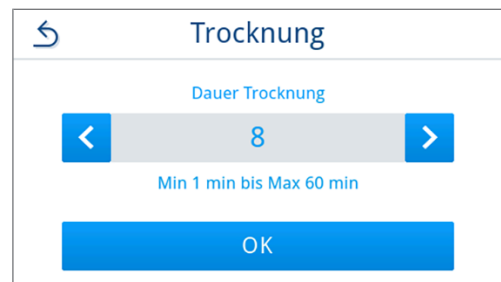 Trocknung
Dauer Trocknung
8
Min 1 min bis Max 60 min
OK